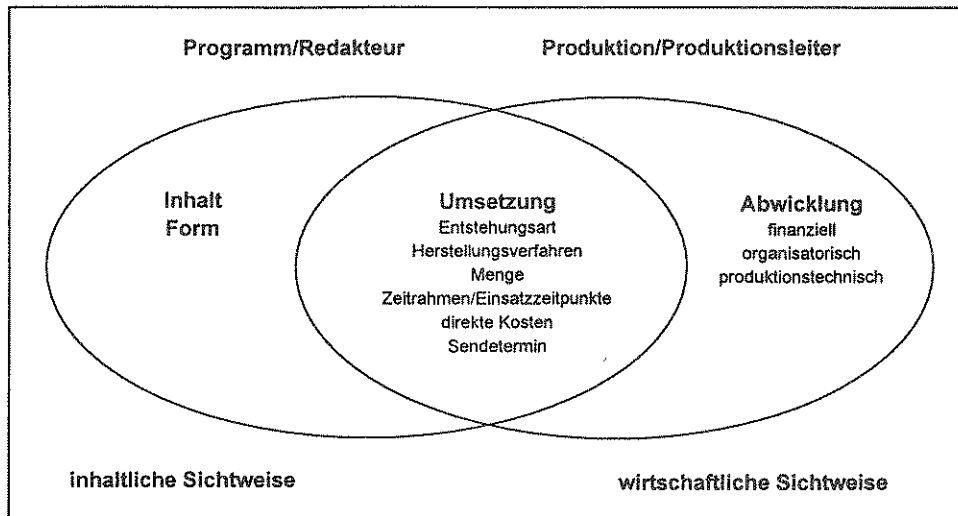 Programm/Redakteur
Produktion/Produktionsleiter
Inhalt
Form
Umsetzung
Entstehungsart
Herstellungsverfahren
Menge
Zeitrahmen/Einsatzzeitpunkte
direkte Kosten
Sendetermin
Abwicklung
finanziell
organisatorisch
produktionstechnisch
inhaltliche Sichtweise
wirtschaftliche Sichtweise